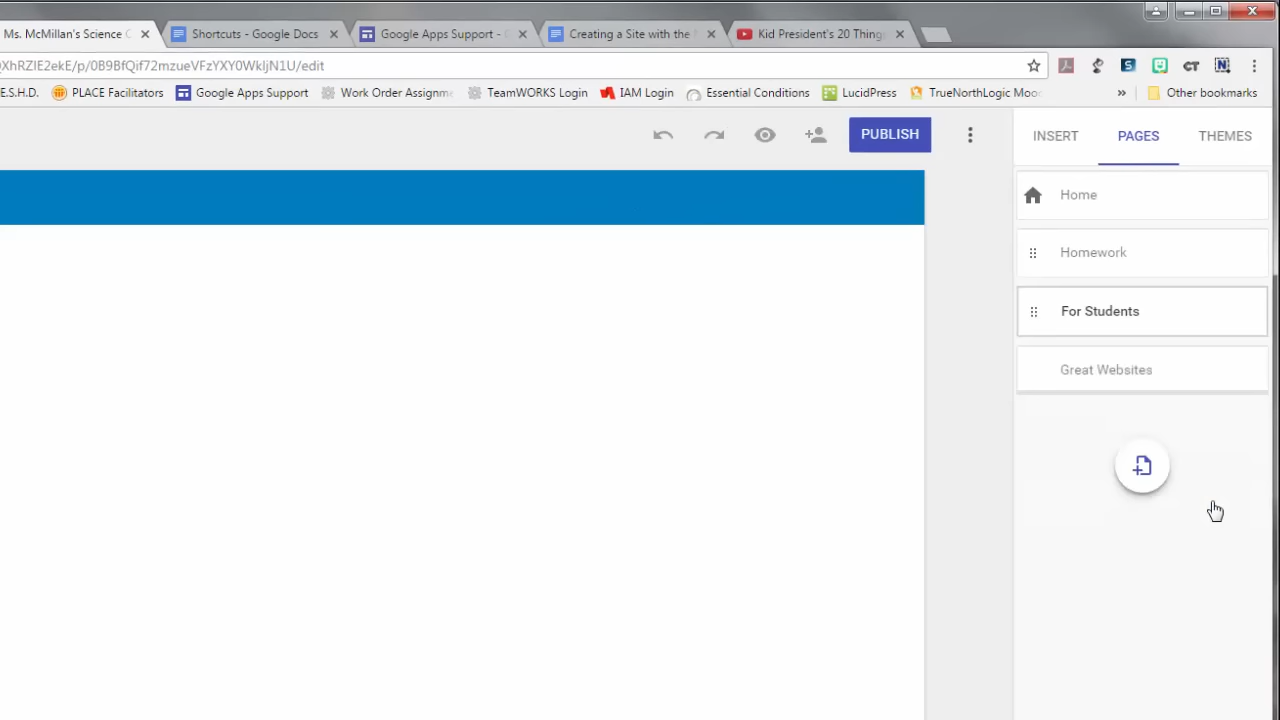 Ms. McMillan's Science
Shortcuts - Google Docs
Google Apps Support -
Creating a Site with the
Kid President's 20 Thing
QXhRZlE2ekE/p/0B9BfQif72mzueVFzYXY0WkljN1U/edit
E.S.H.D.
PLACE Facilitators
Google Apps Support
Work Order Assignme
TeamWORKS Login
IAM Login
Essential Conditions
LucidPress
TrueNorthLogic Moo
»
Other bookmarks
PUBLISH
INSERT
PAGES
THEMES
Home
Homework
For Students
Great Websites